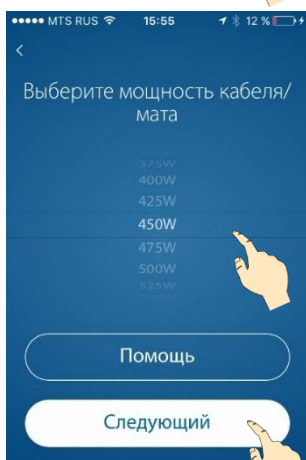 MTS RUS 15:55 12 %
Выберите мощность кабеля/
мата
375W
400W
425W
450W
475W
500W
525W
Помощь
Следующий